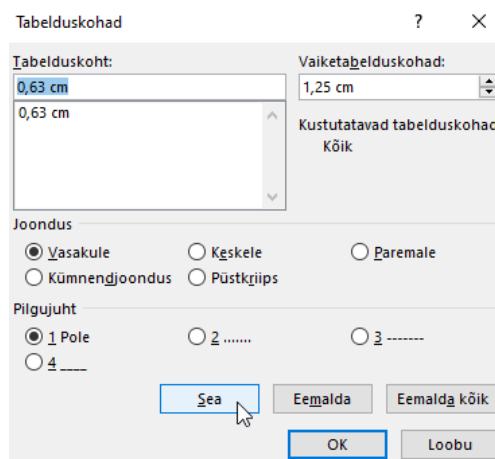 Tabelduskohad ?
Tabelduskoht: Vaiketabelduskohad:
0,63 cm 1,25 cm
0,63 cm
Kustutatavad tabelduskohad
Kõik
Joondus
Vasakule Keskele Paremale
Kümnendjoondus Püstkriips
Pilgujuht
1 Pole 2 ....... 3 -------
4 ____
Sea Eemalda Eemalda kõik
OK Loobu